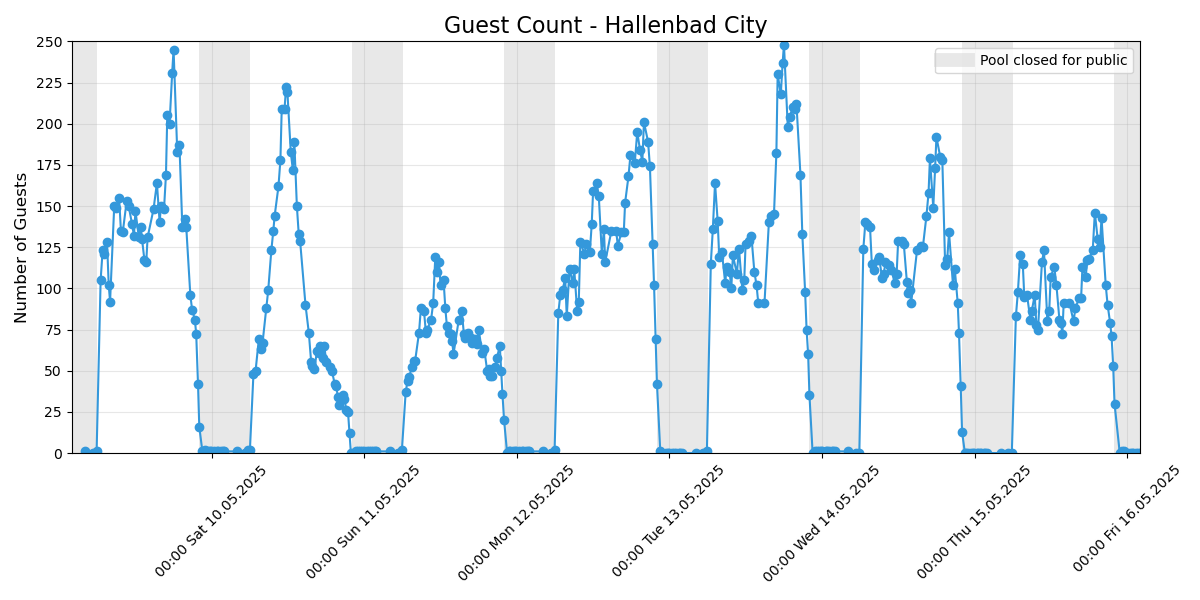 Guest Count - Hallenbad City
Pool closed for public
Number of Guests
250
225
200
175
150
125
100
75
50
25
0
00:00 Sat 10.05.2025
00:00 Sun 11.05.2025
00:00 Mon 12.05.2025
00:00 Tue 13.05.2025
00:00 Wed 14.05.2025
00:00 Thu 15.05.2025
00:00 Fri 16.05.2025